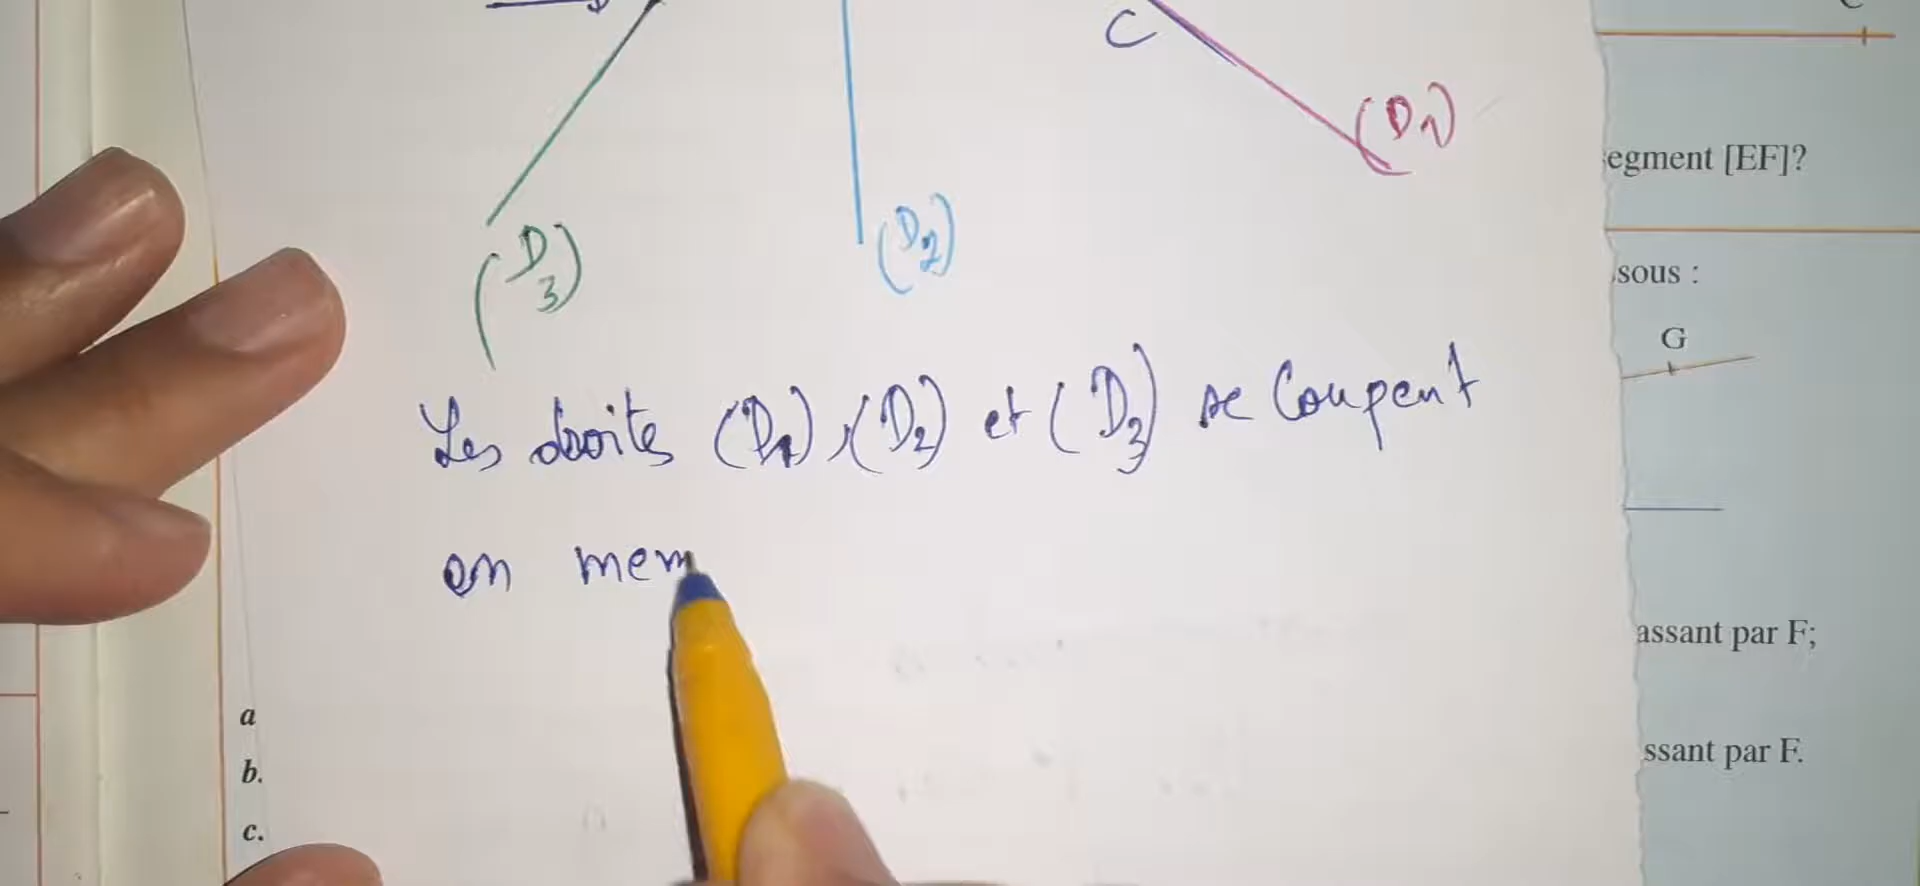 C
C
(D1)
egment [EF]?
(D2)
(D3)
sous :
G
Les droites (D1), (D2) et (D3) se Coupent
en mem
assant par F;
a
ssant par F.
b.
c.